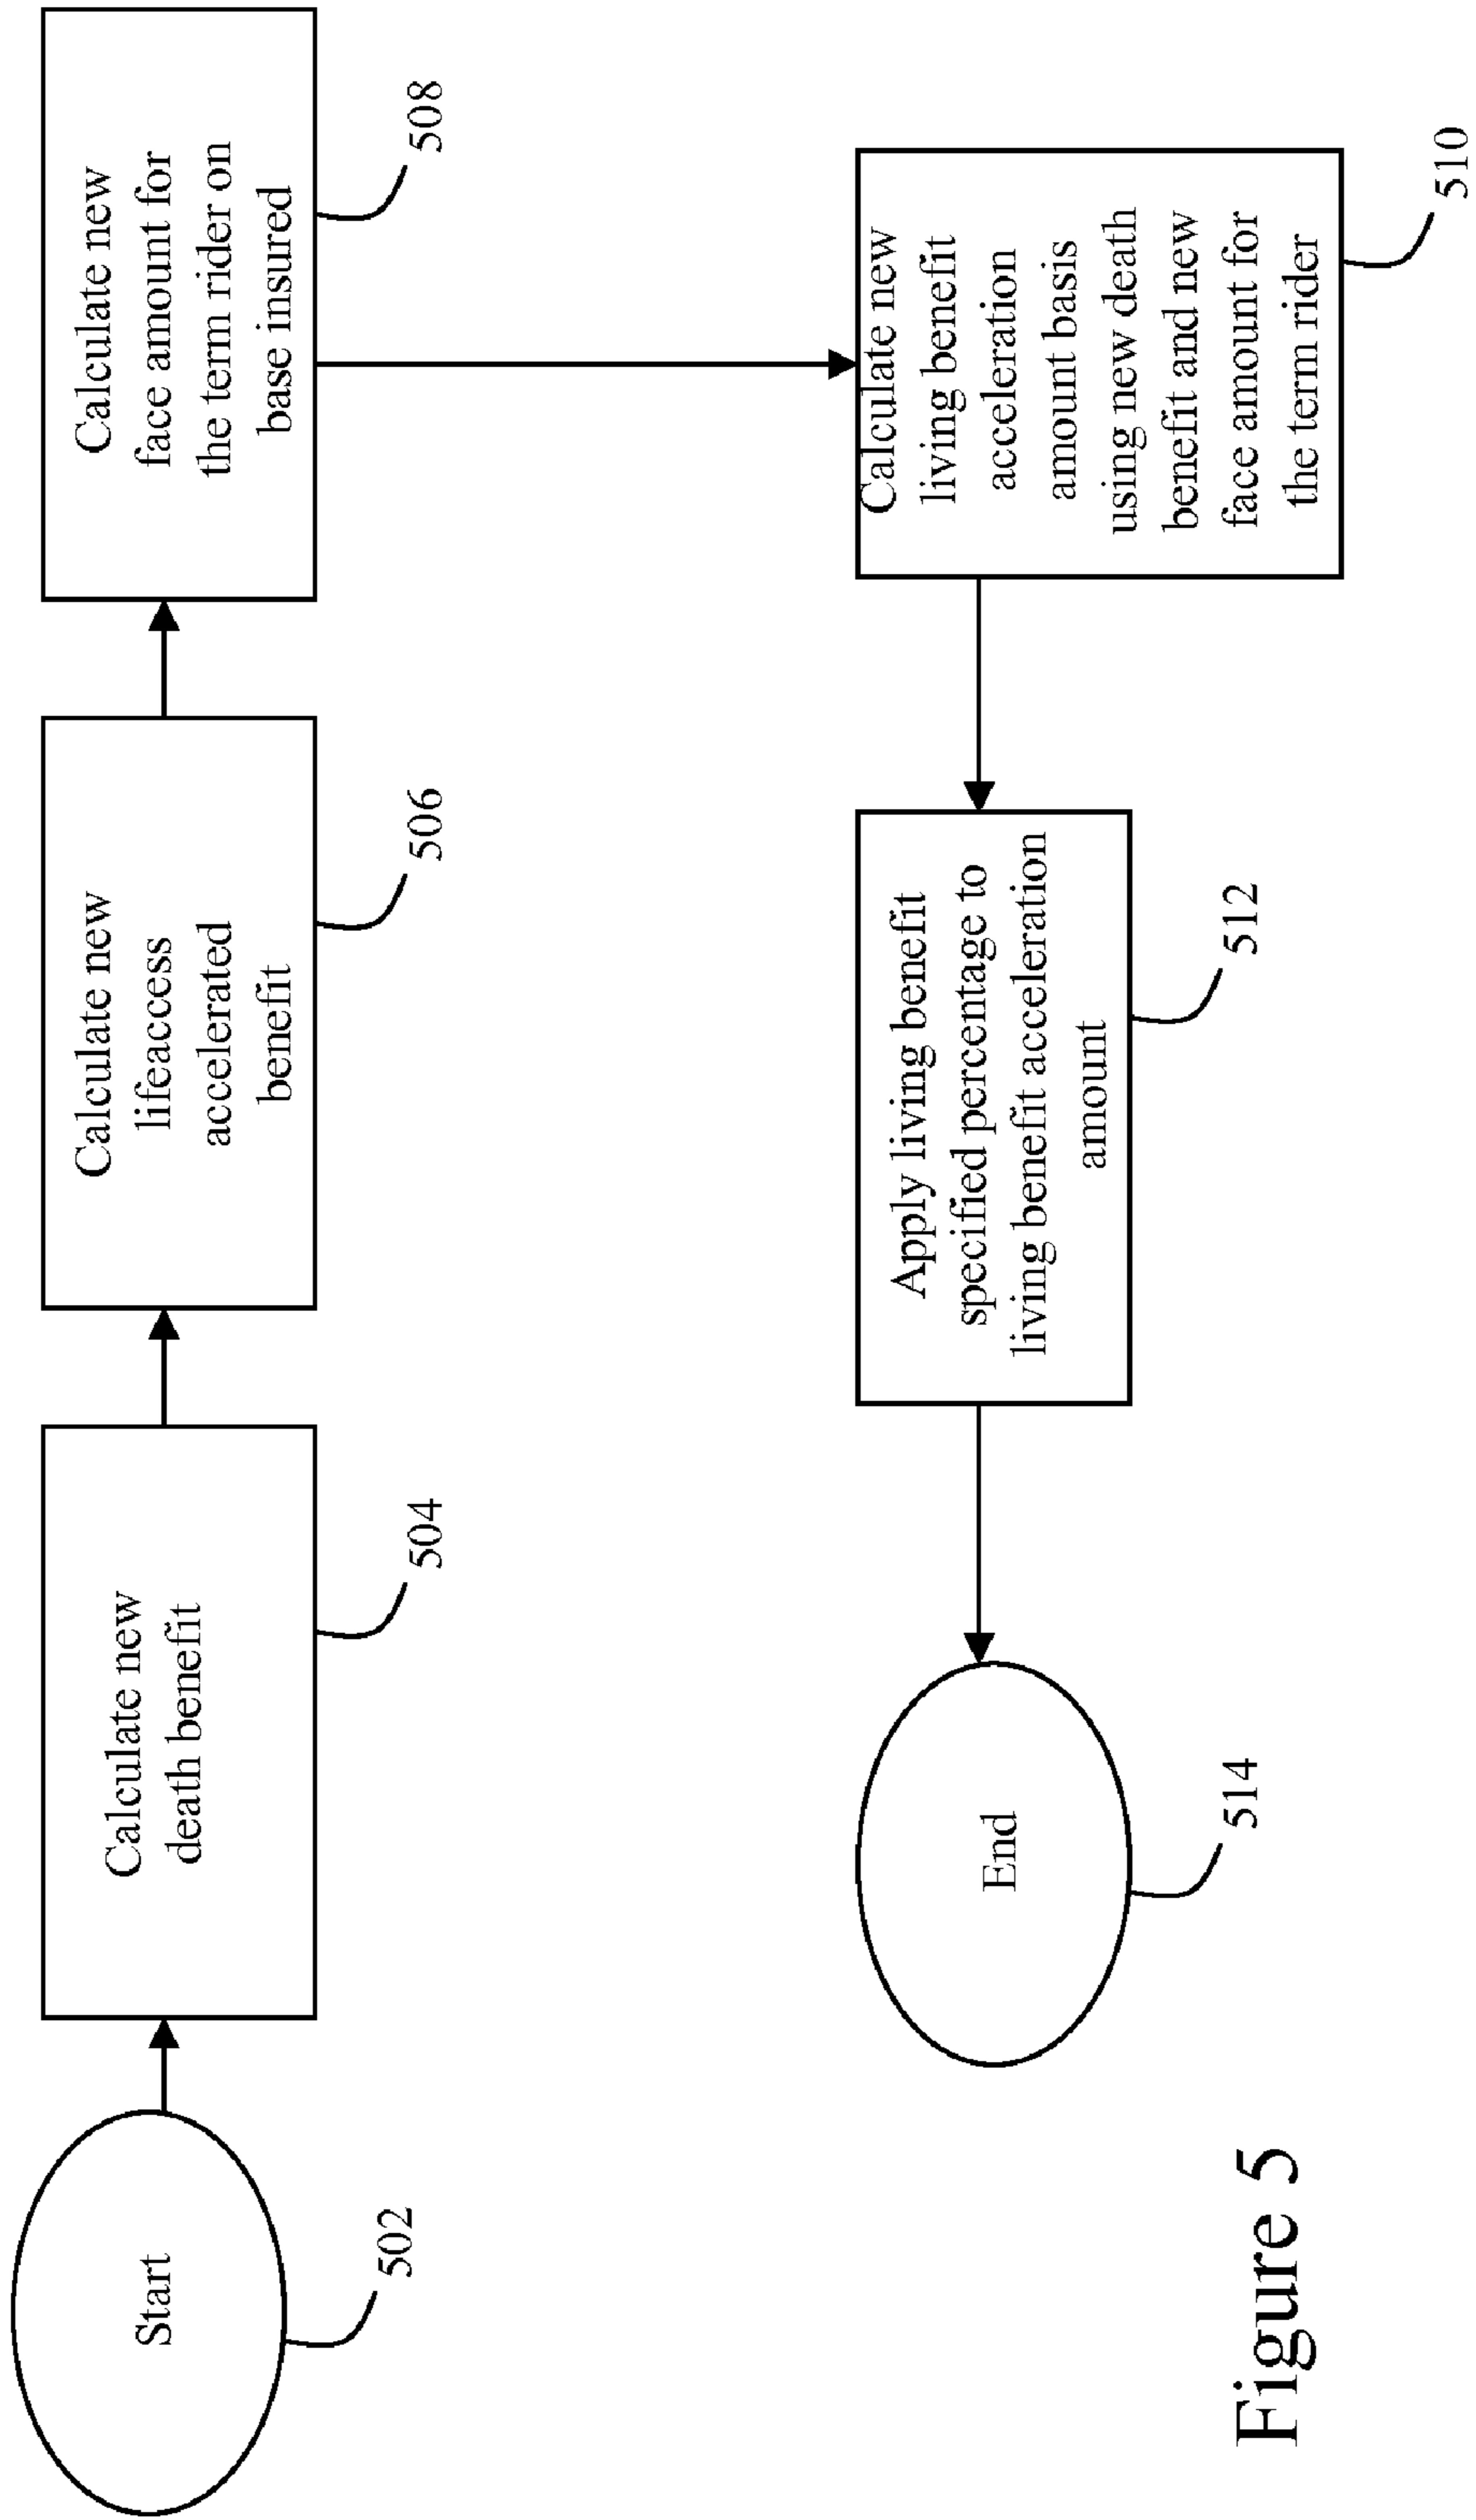 Start
502
Calculate new
death benefit
504
Calculate new
lifeaccess
accelerated
benefit
506
Calculate new
face amount for
the term rider on
base insured
508
Calculate new
living benefit
acceleration
amount basis
using new death
benefit and new
face amount for
the term rider
510
Apply living benefit
specified percentage to
living benefit acceleration
amount
512
End
514
Figure 5